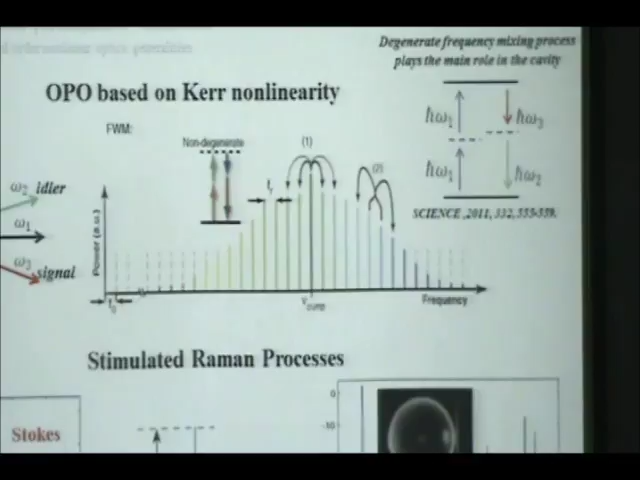 Degenerate frequency mixing process
plays the main role in the cavity
OPO based on Kerr nonlinearity
FWM:
Non-degenerate
(1)
(2)
ħω₁
ħω₃
ħω₁
ħω₂
SCIENCE, 2011, 332, 555-559.
ω₂ idler
ω₁
ω₃
signal
Power (a.u.)
Frequency
Stimulated Raman Processes
Stokes
0
-10